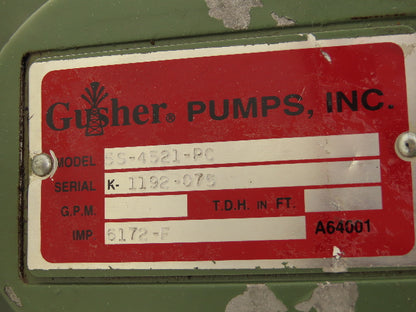 Gusher® PUMPS, INC.
MODEL SS-4521-PC
SERIAL K- 1192-075
G.P.M. T.D.H. IN FT.
IMP. 6172-F A64001